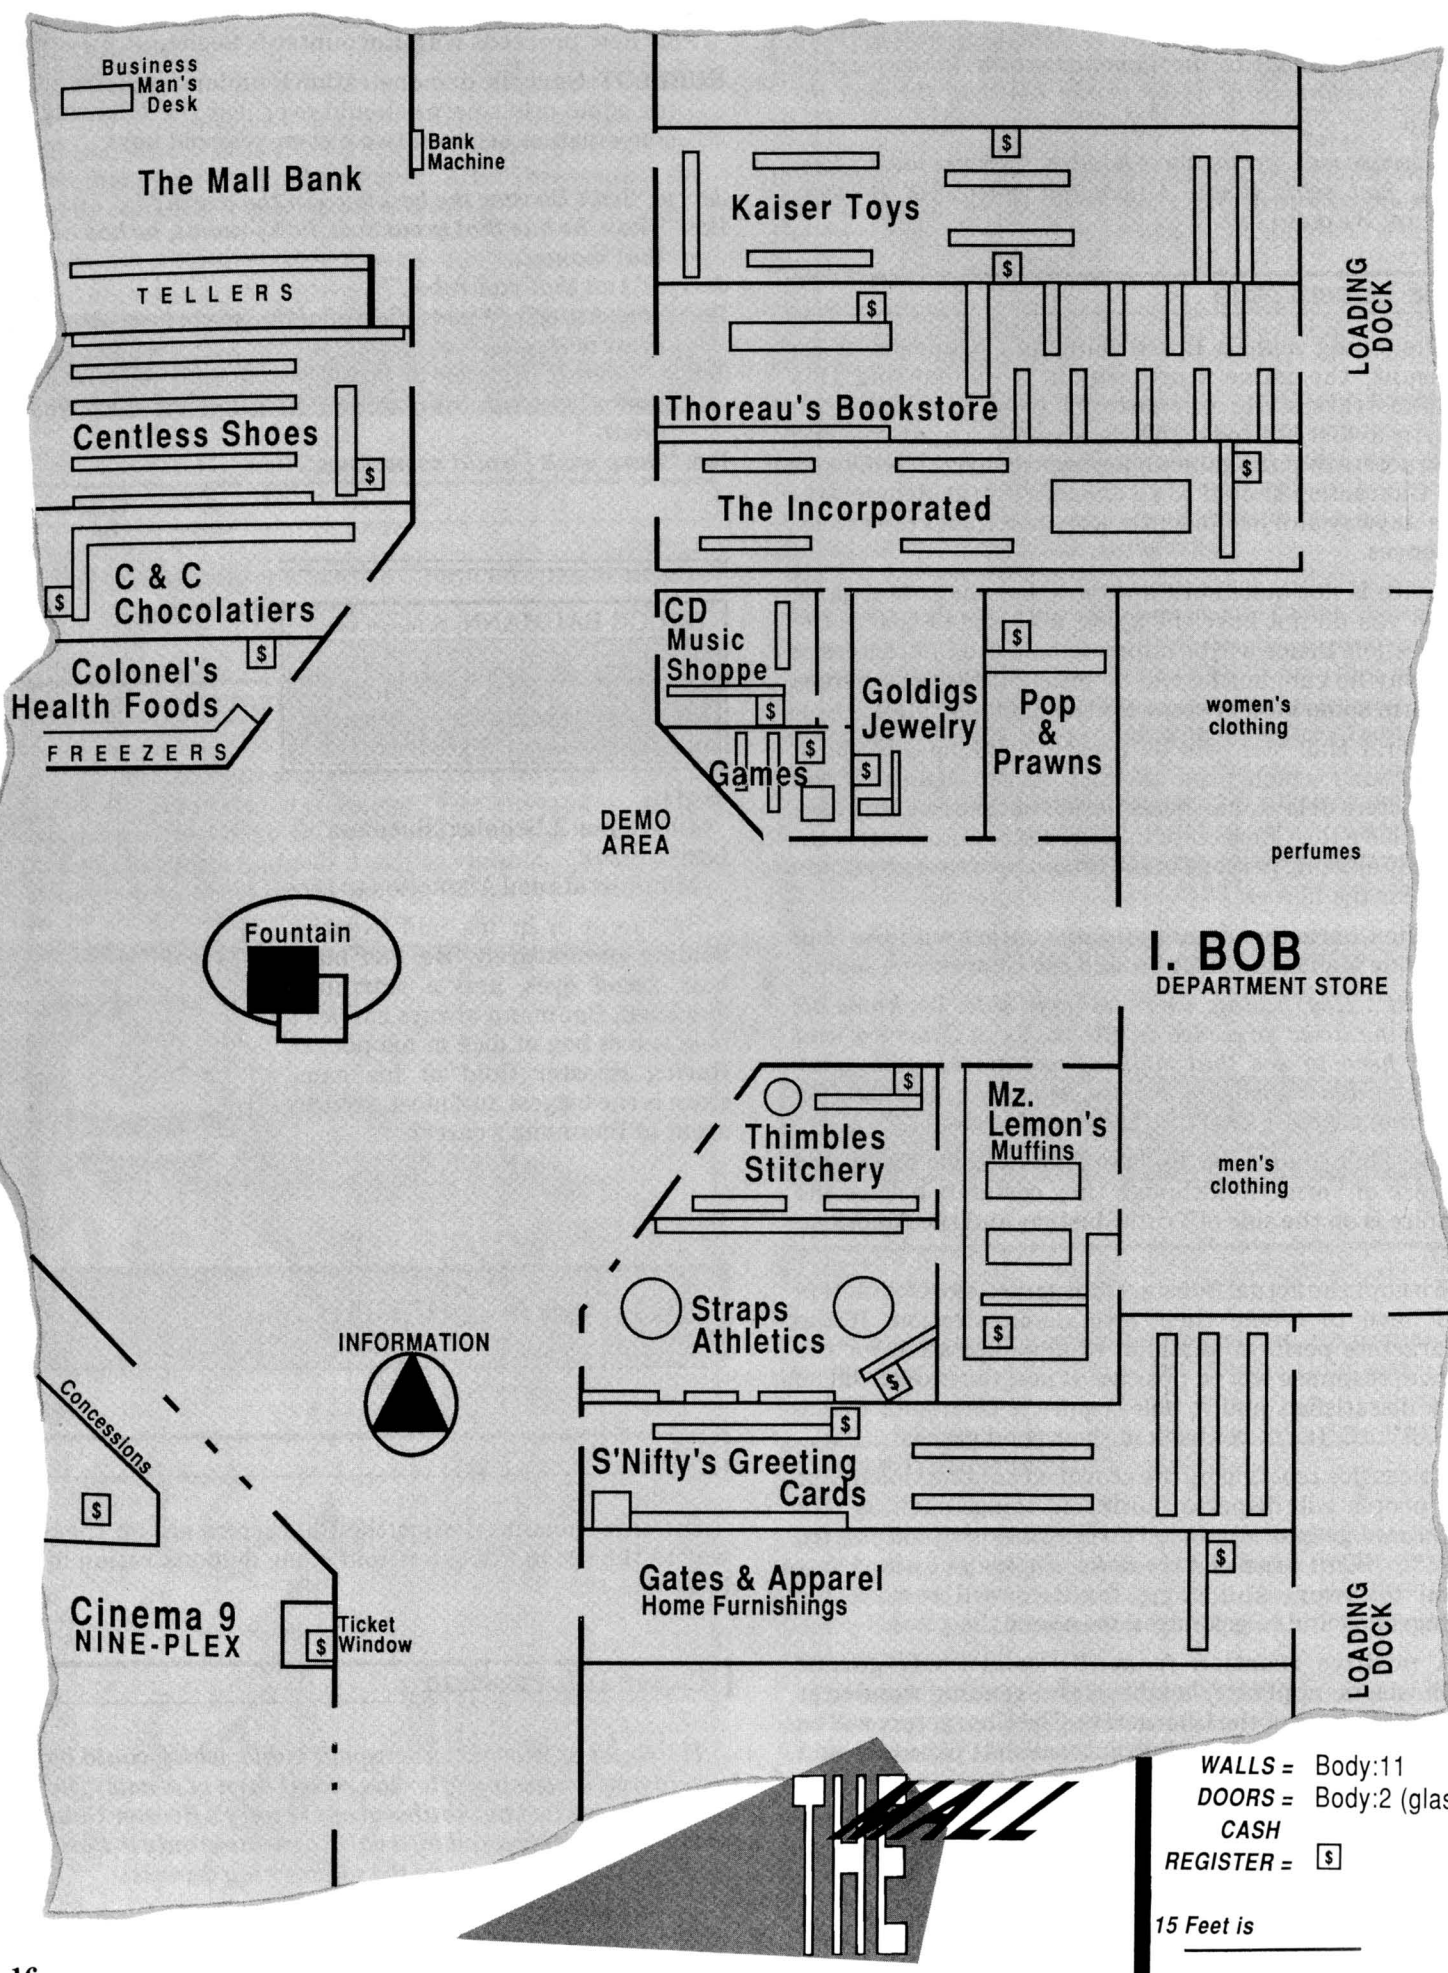 Business
Man's
Desk
Bank
Machine
The Mall Bank
TELLERS
$
Kaiser Toys
$
$
LOADING
DOCK
Thoreau's Bookstore
Centless Shoes
$
$
The Incorporated
C & C
Chocolatiers
$
$
Colonel's
Health Foods
FREEZERS
CD
Music
Shoppe
$
Games
$
Goldigs
Jewelry
$
$
Pop
&
Prawns
women's
clothing
perfumes
DEMO
AREA
Fountain
I. BOB
DEPARTMENT STORE
$
Thimbles
Stitchery
Mz.
Lemon's
Muffins
men's
clothing
Straps
Athletics
$
$
INFORMATION
Concessions
$
$
S'Nifty's Greeting
Cards
$
Gates & Apparel
Home Furnishings
LOADING
DOCK
Cinema 9
NINE-PLEX
$
Ticket
Window
THE
MALL
WALLS = Body:11
DOORS = Body:2 (glas
CASH
REGISTER = $
15 Feet is